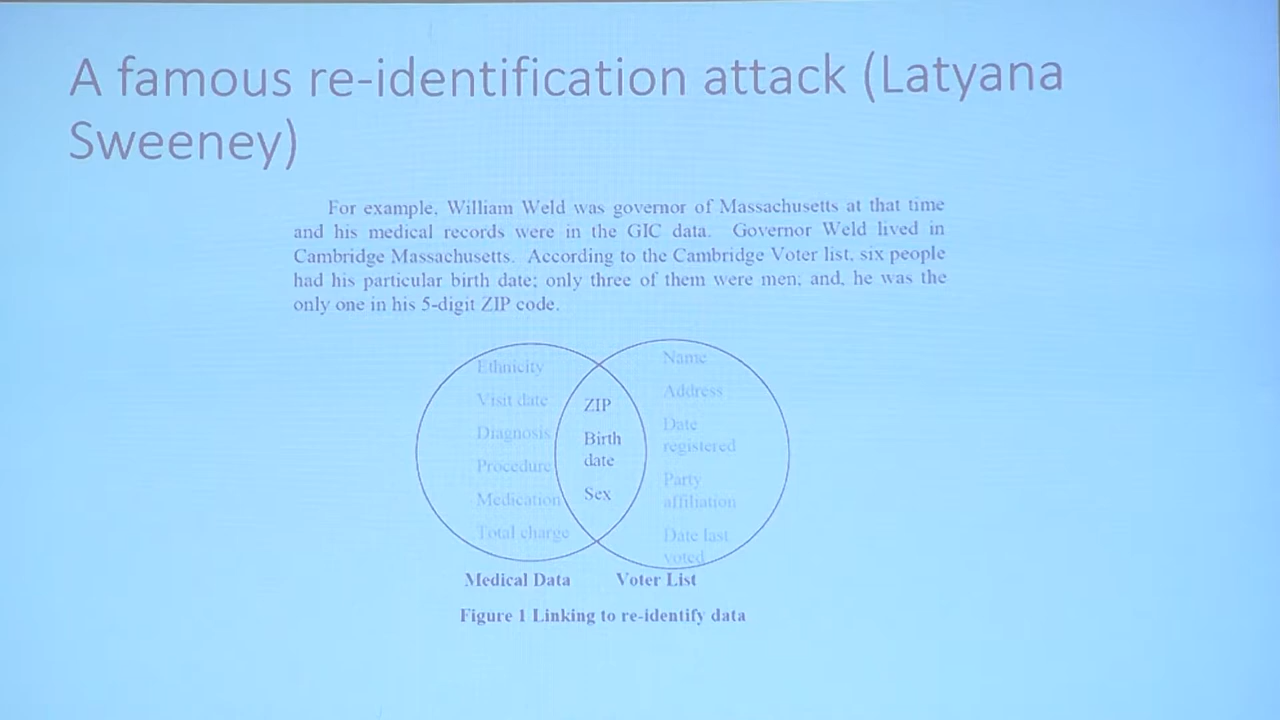 A famous re-identification attack (Latyana
Sweeney)
For example, William Weld was governor of Massachusetts at that time
and his medical records were in the GIC data. Governor Weld lived in
Cambridge Massachusetts. According to the Cambridge Voter list, six people
had his particular birth date; only three of them were men; and, he was the
only one in his 5-digit ZIP code.
Ethnicity
Visit date
Diagnosis
Procedure
Medication
Total charge
ZIP
Birth
date
Sex
Name
Address
Date
registered
Party
affiliation
Date last
voted
Medical Data
Voter List
Figure 1 Linking to re-identify data